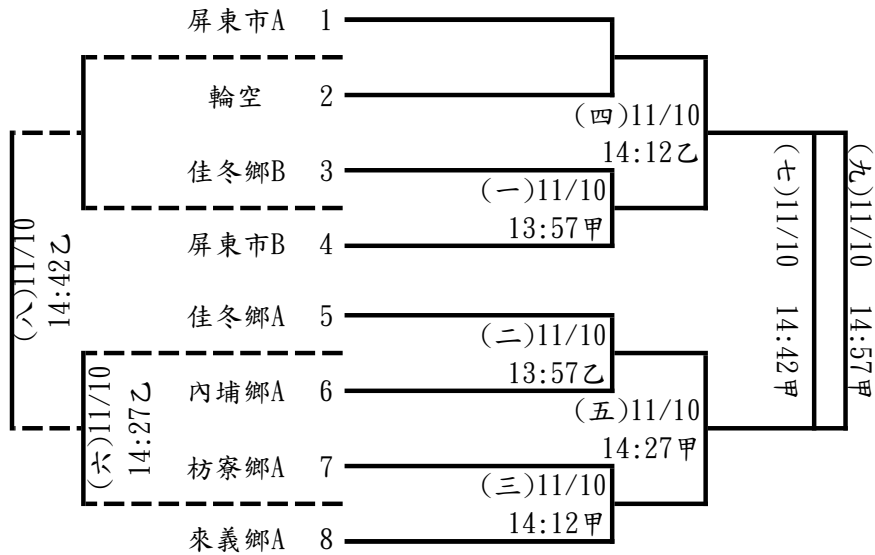 屏東市A 1
輪空 2
(四)11/10
14:12乙
佳冬鄉B 3
(一)11/10
13:57甲
屏東市B 4
佳冬鄉A 5
(二)11/10
13:57乙
內埔鄉A 6
(五)11/10
14:27甲
枋寮鄉A 7
(三)11/10
14:12甲
來義鄉A 8
(八)11/10
14:42乙
(六)11/10
14:27乙
(七)11/10 14:42甲
(九)11/10 14:57甲